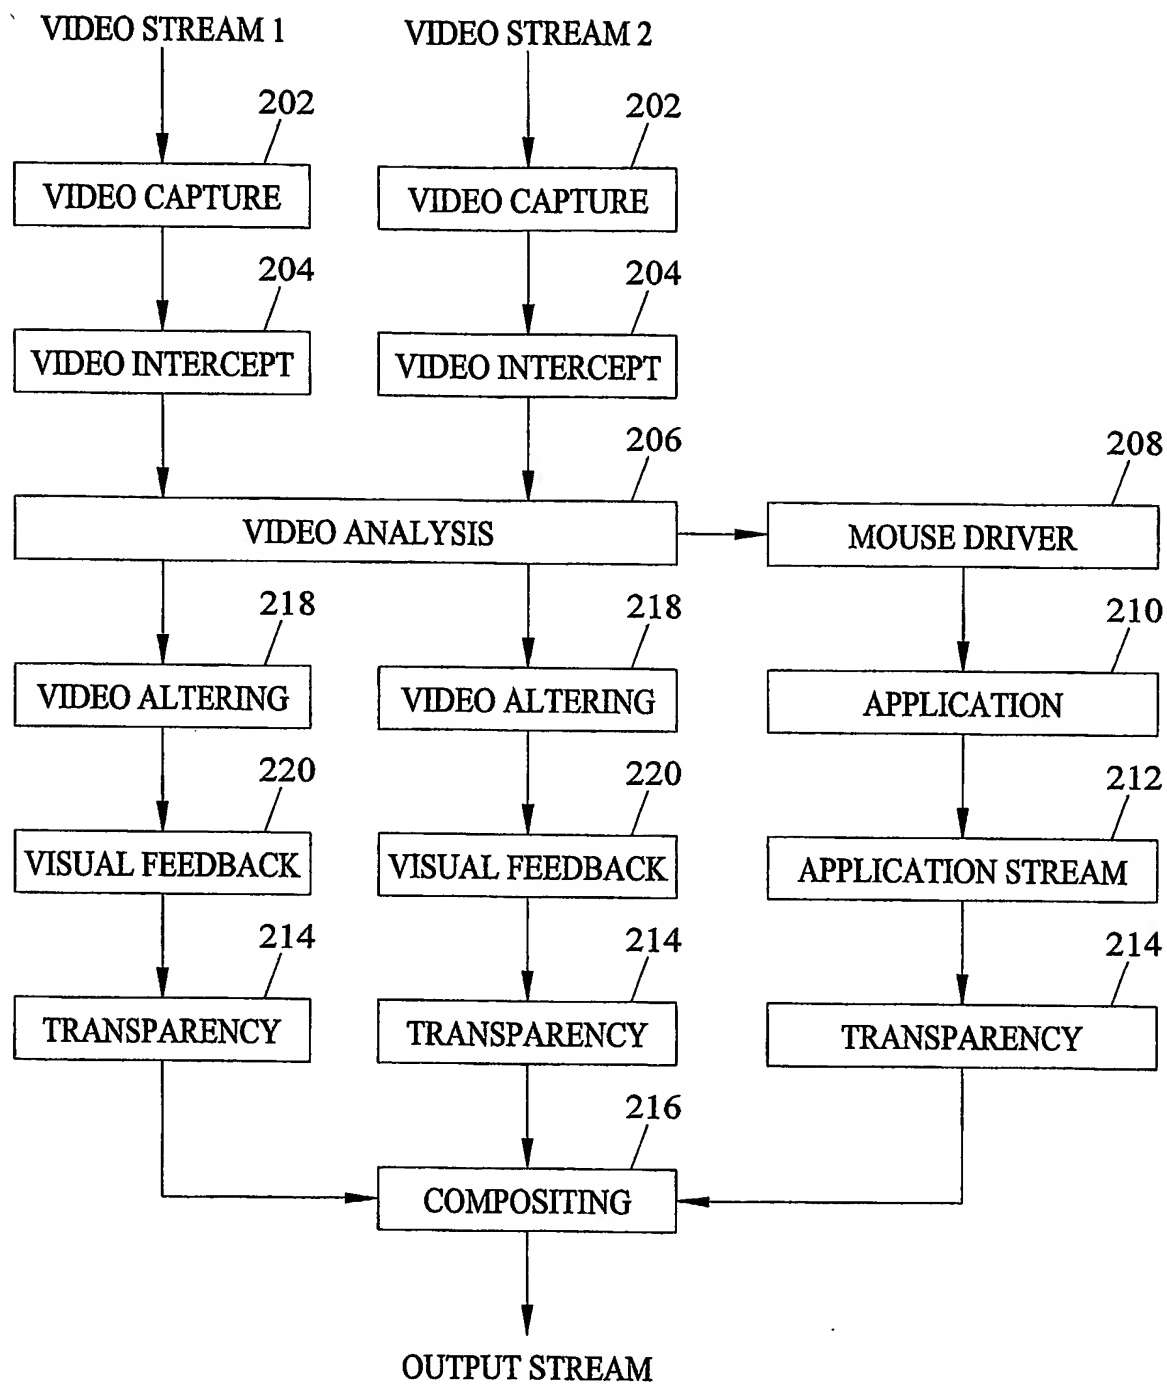 VIDEO STREAM 1
VIDEO STREAM 2
202
202
VIDEO CAPTURE
VIDEO CAPTURE
204
204
VIDEO INTERCEPT
VIDEO INTERCEPT
206
208
VIDEO ANALYSIS
MOUSE DRIVER
218
218
210
VIDEO ALTERING
VIDEO ALTERING
APPLICATION
220
220
212
VISUAL FEEDBACK
VISUAL FEEDBACK
APPLICATION STREAM
214
214
214
TRANSPARENCY
TRANSPARENCY
TRANSPARENCY
216
COMPOSITING
OUTPUT STREAM